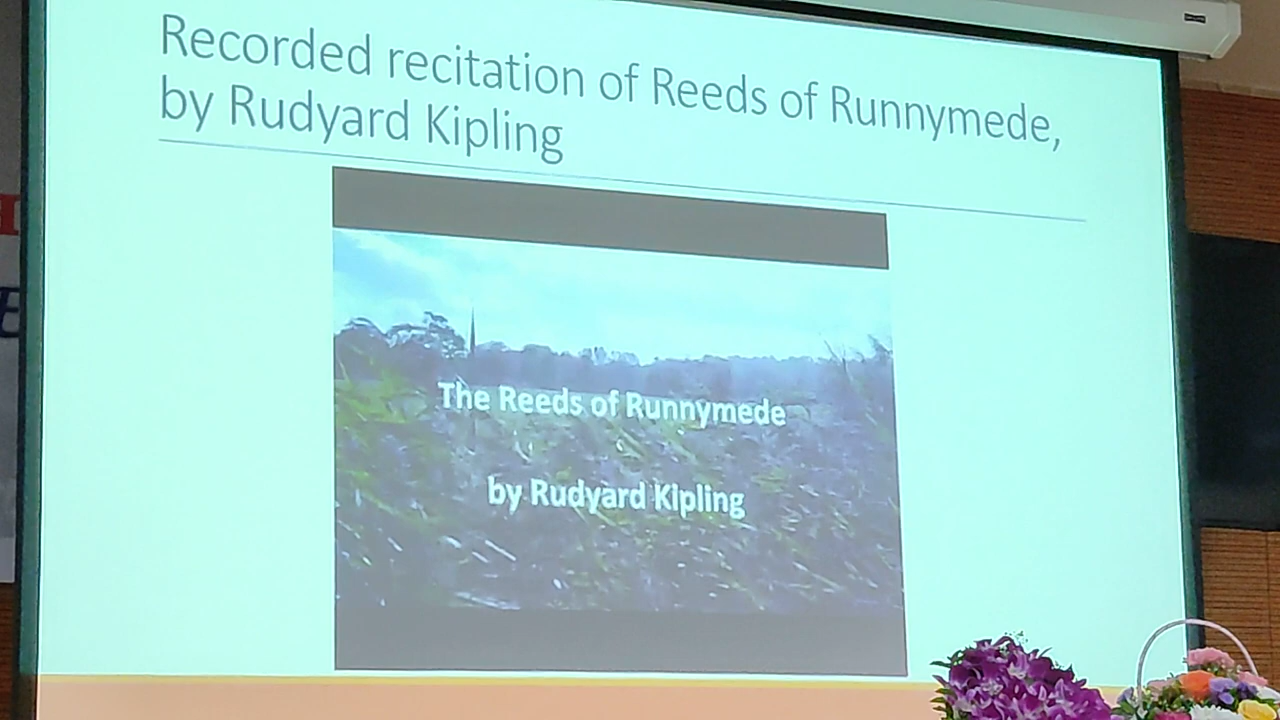 Recorded recitation of Reeds of Runnymede,
by Rudyard Kipling
The Reeds of Runnymede
by Rudyard Kipling